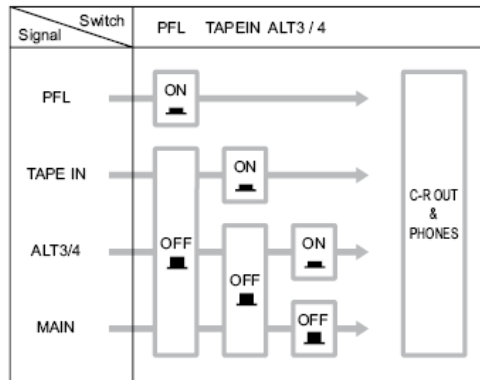 Switch
Signal
PFL TAPEIN ALT3 / 4
PFL
ON
TAPE IN
ON
ALT3/4
OFF
OFF
ON
MAIN
OFF
C-R OUT
&
PHONES